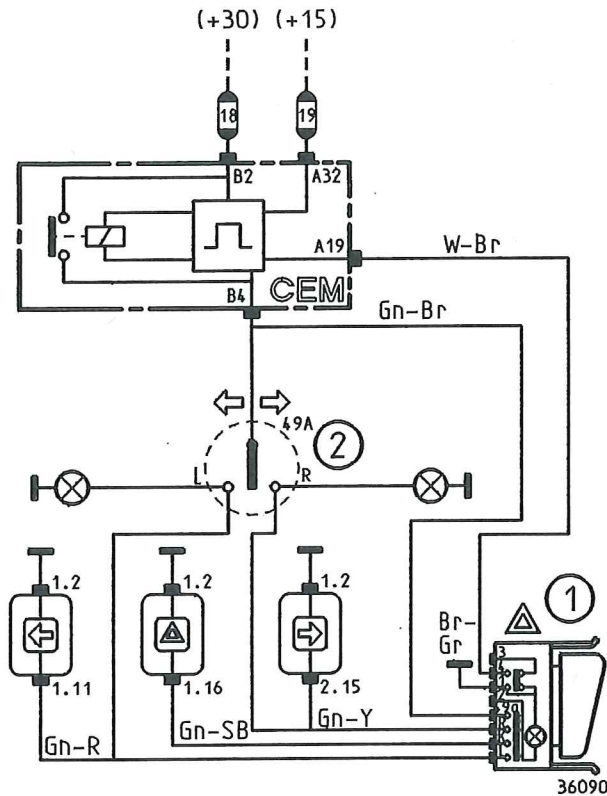 (+30) (+15)
18
19
B2
A32
A19
W-Br
B4
CEM
Gn-Br
49A
2
L
R
1.2
1.2
1.2
1
Br-
Gr
3
1.11
1.16
2.15
Gn-R
Gn-SB
Gn-Y
36090